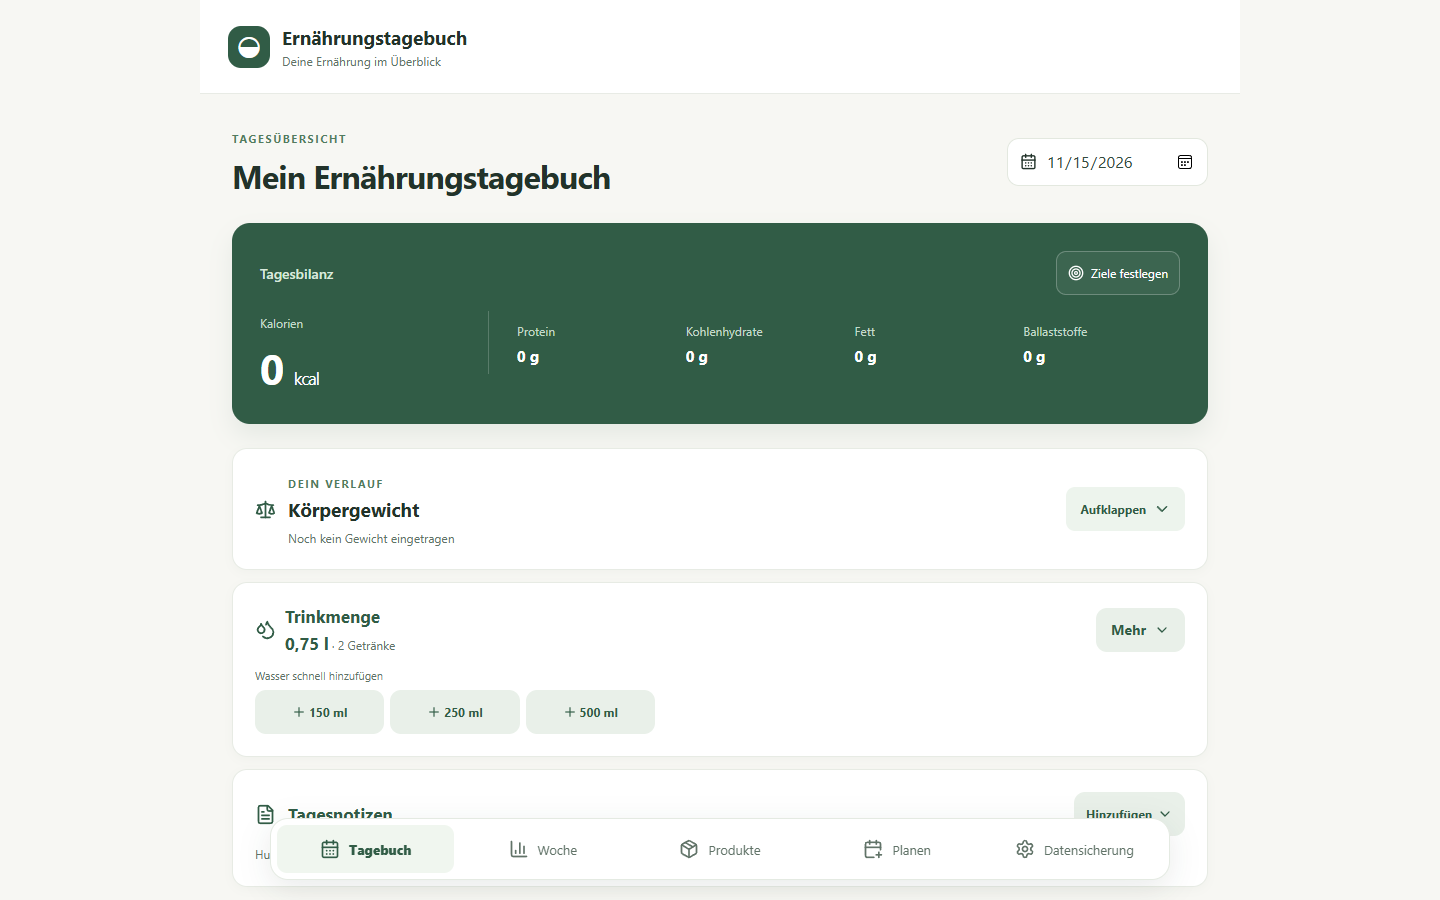 Ernährungstagebuch
Deine Ernährung im Überblick
TAGESÜBERSICHT
Mein Ernährungstagebuch
11/15/2026
Tagesbilanz
Ziele festlegen
Kalorien
0 kcal
Protein
0 g
Kohlenhydrate
0 g
Fett
0 g
Ballaststoffe
0 g
DEIN VERLAUF
Körpergewicht
Noch kein Gewicht eingetragen
Aufklappen
Trinkmenge
0,75 l · 2 Getränke
Mehr
Wasser schnell hinzufügen
+ 150 ml
+ 250 ml
+ 500 ml
Tagesnotizen
Hinzufügen
Hu
Tagebuch
Woche
Produkte
Planen
Datensicherung